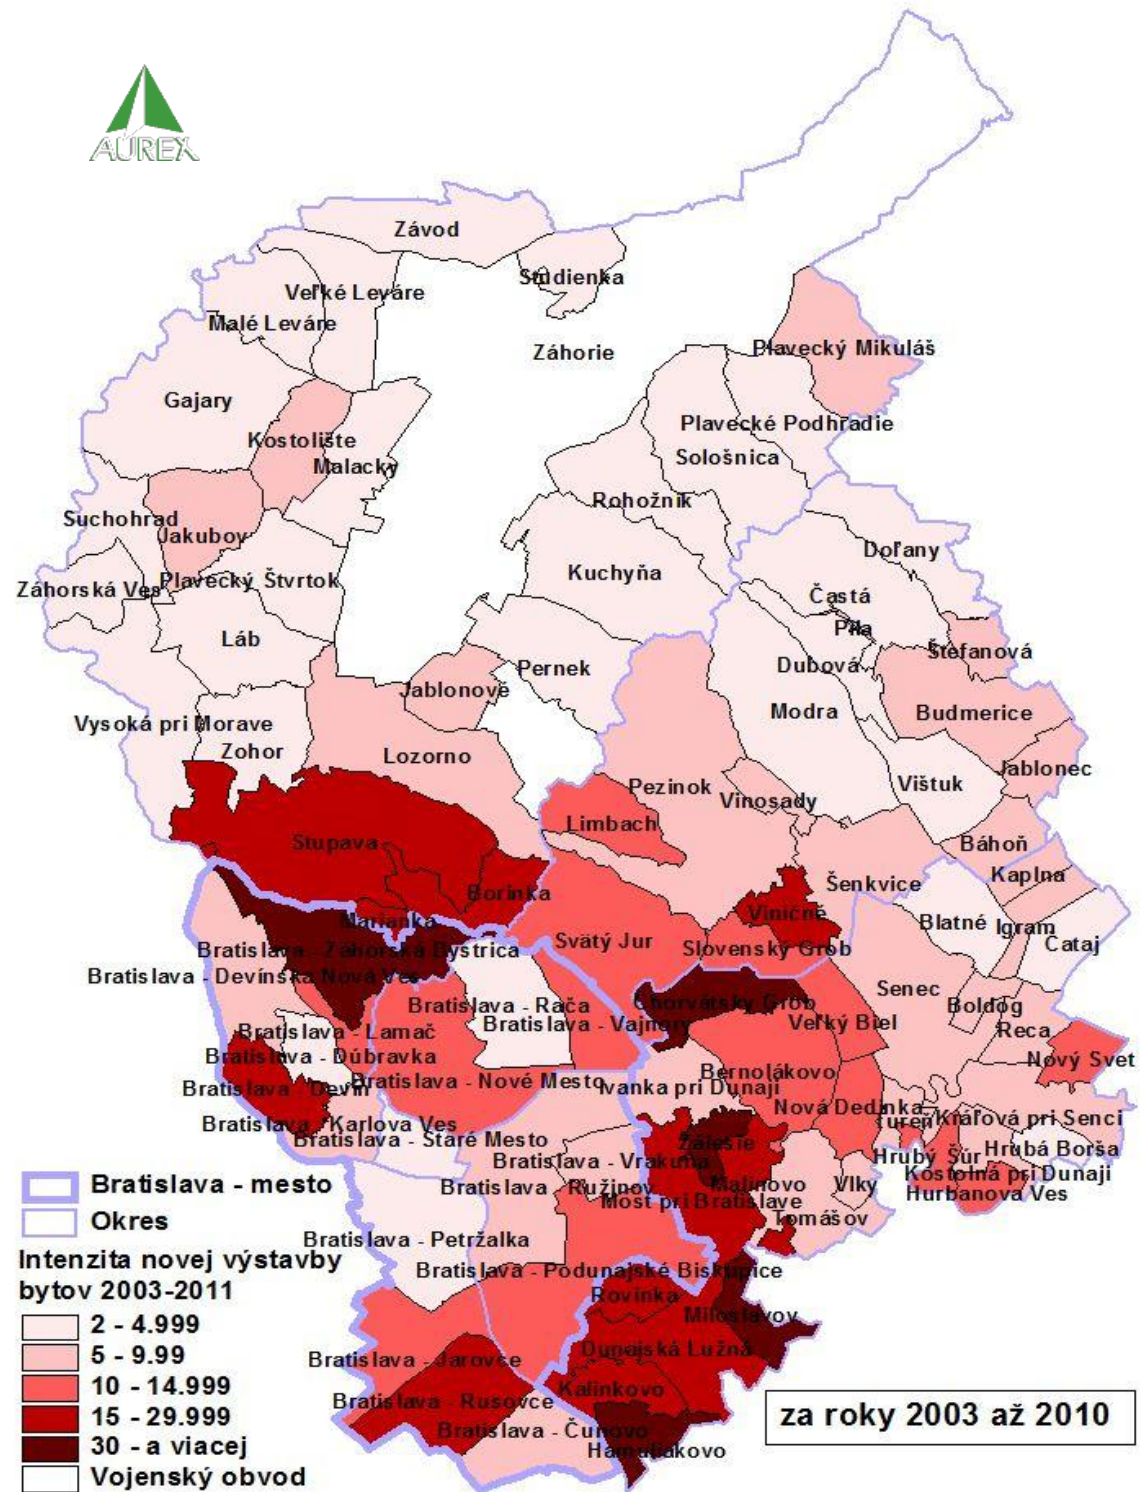 AUREX
Závod
Studienka
Veľké Leváre
Malé Leváre
Záhorie
Plavecký Mikuláš
Gajary
Plavecké Podhradie
Kostolište
Sološnica
Malacky
Rohožník
Suchohrad
Jakubov
Doľany
Kuchyňa
Plavecký Štvrtok
Záhorská Ves
Častá
Píla
Láb
Štefanová
Dubová
Pernek
Jablonové
Modra
Budmerice
Vysoká pri Morave
Zohor
Lozorno
Jablonec
Vištuk
Pezinok
Vinosady
Limbach
Stupava
Báhoň
Kaplna
Šenkvice
Borinka
Viničné
Marianka
Blatné
Igram
Čataj
Svätý Jur
Slovenský Grob
Bratislava - Záhorská Bystrica
Bratislava - Devínska Nová Ves
Senec
Chorvátsky Grob
Boldog
Bratislava - Rača
Bratislava - Vajnory
Veľký Biel
Reca
Bratislava - Lamač
Bratislava - Dúbravka
Nový Svet
Bernolákovo
Bratislava - Devín
Bratislava - Nové Mesto
Ivanka pri Dunaji
Nová Dedinka
Tureň
Kráľová pri Senci
Bratislava - Karlova Ves
Bratislava - Staré Mesto
Zálesie
Hrubá Borša
Hrubý Šúr
Bratislava - Vrakuňa
Kostolná pri Dunaji
Bratislava - Ružinov
Malinovo
Vlky
Hurbanova Ves
Most pri Bratislave
Tomášov
Bratislava - Petržalka
Bratislava - Podunajské Biskupice
Rovinka
Miloslavov
Dunajská Lužná
Bratislava - Jarovce
Kalinkovo
Bratislava - Rusovce
Bratislava - Čunovo
Hamuliakovo
Bratislava - mesto
Okres
Intenzita novej výstavby
bytov 2003-2011
2 - 4.999
5 - 9.99
10 - 14.999
15 - 29.999
30 - a viacej
Vojenský obvod
za roky 2003 až 2010